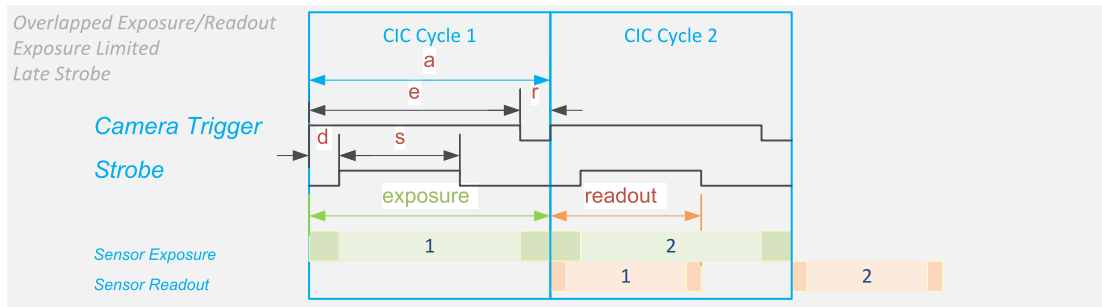 Overlapped Exposure/Readout
Exposure Limited
Late Strobe
CIC Cycle 1
CIC Cycle 2
a
e
r
Camera Trigger
d
s
Strobe
exposure
readout
Sensor Exposure
1
2
Sensor Readout
1
2